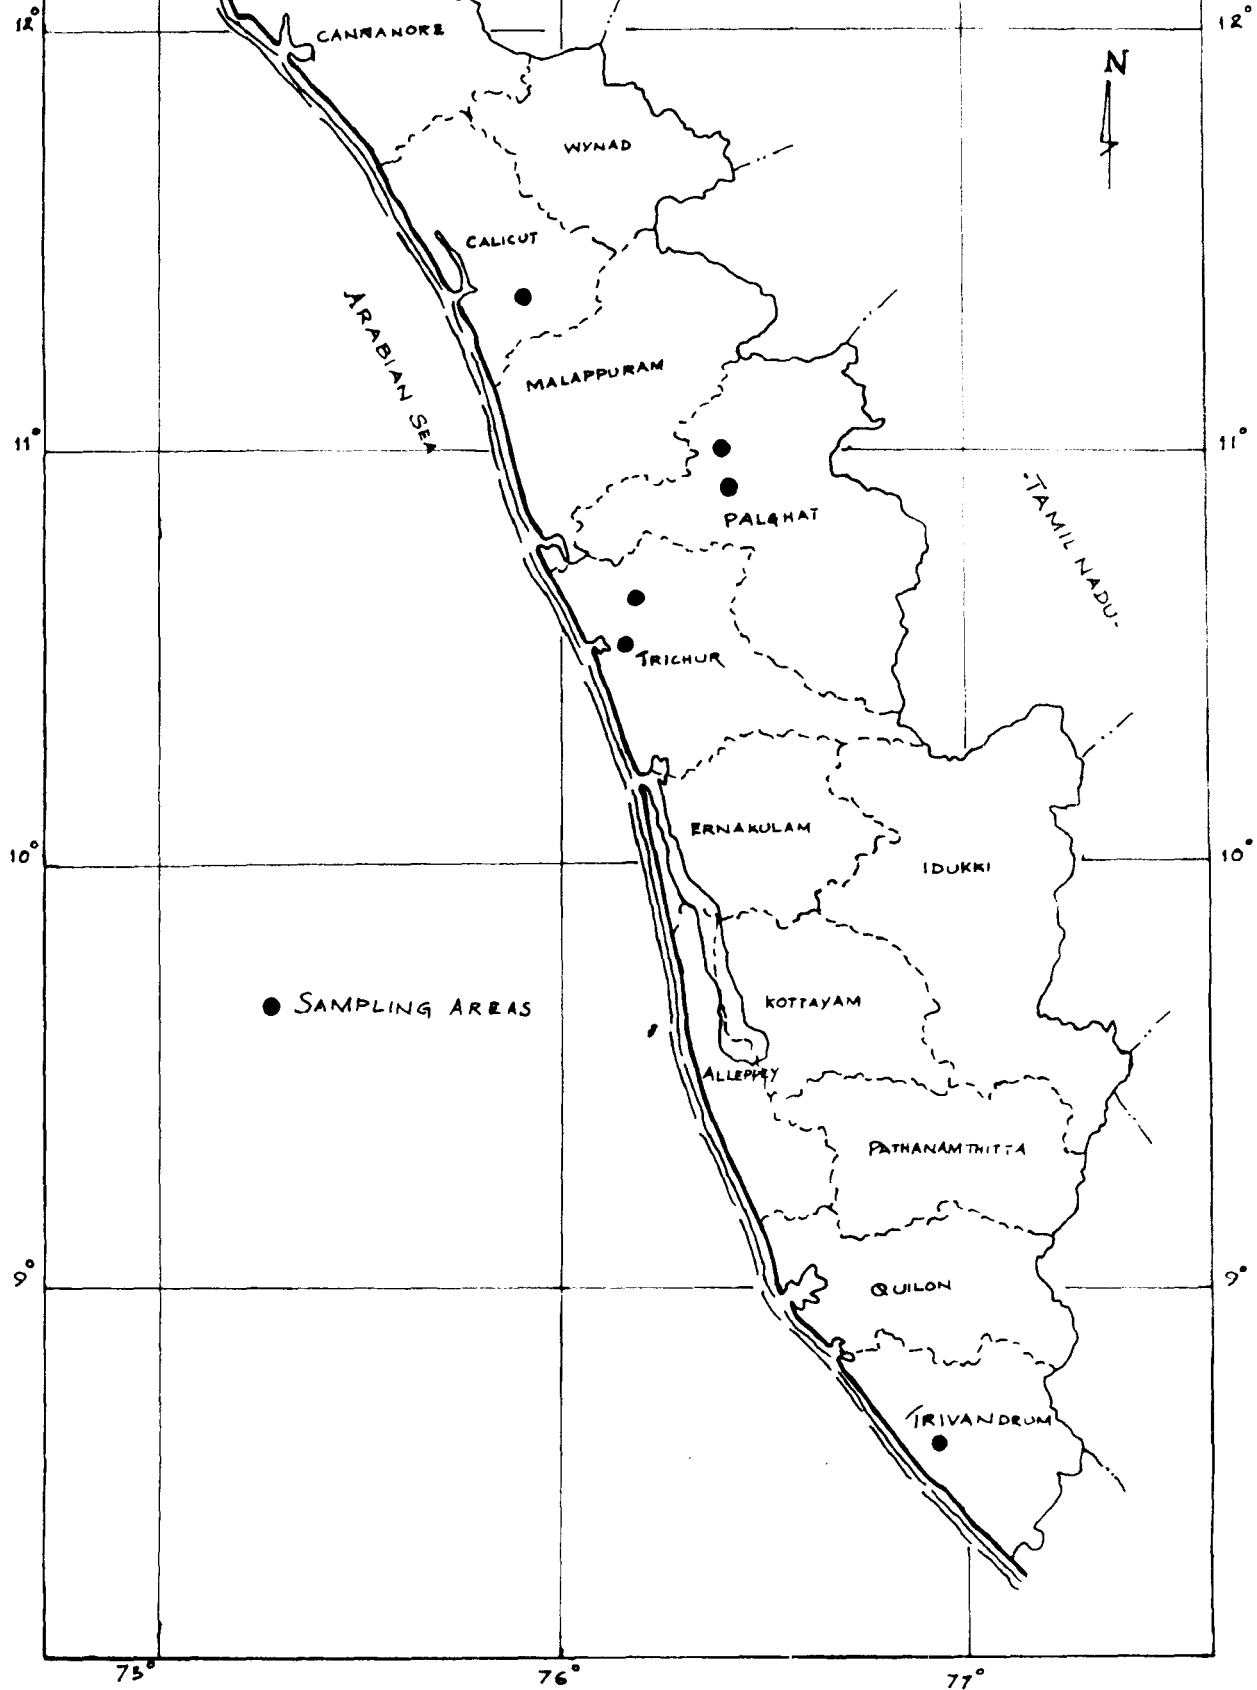 12°
12°
CANNANORE
N
WYNAD
CALICUT
ARABIAN SEA
MALAPPURAM
11°
11°
-TAMIL NADU-
PALGHAT
TRICHUR
ERNAKULAM
10°
10°
IDUKKI
SAMPLING AREAS
KOTTAYAM
ALLEPPEY
PATHANAMTHITTA
9°
9°
QUILON
TRIVANDRUM
75°
76°
77°